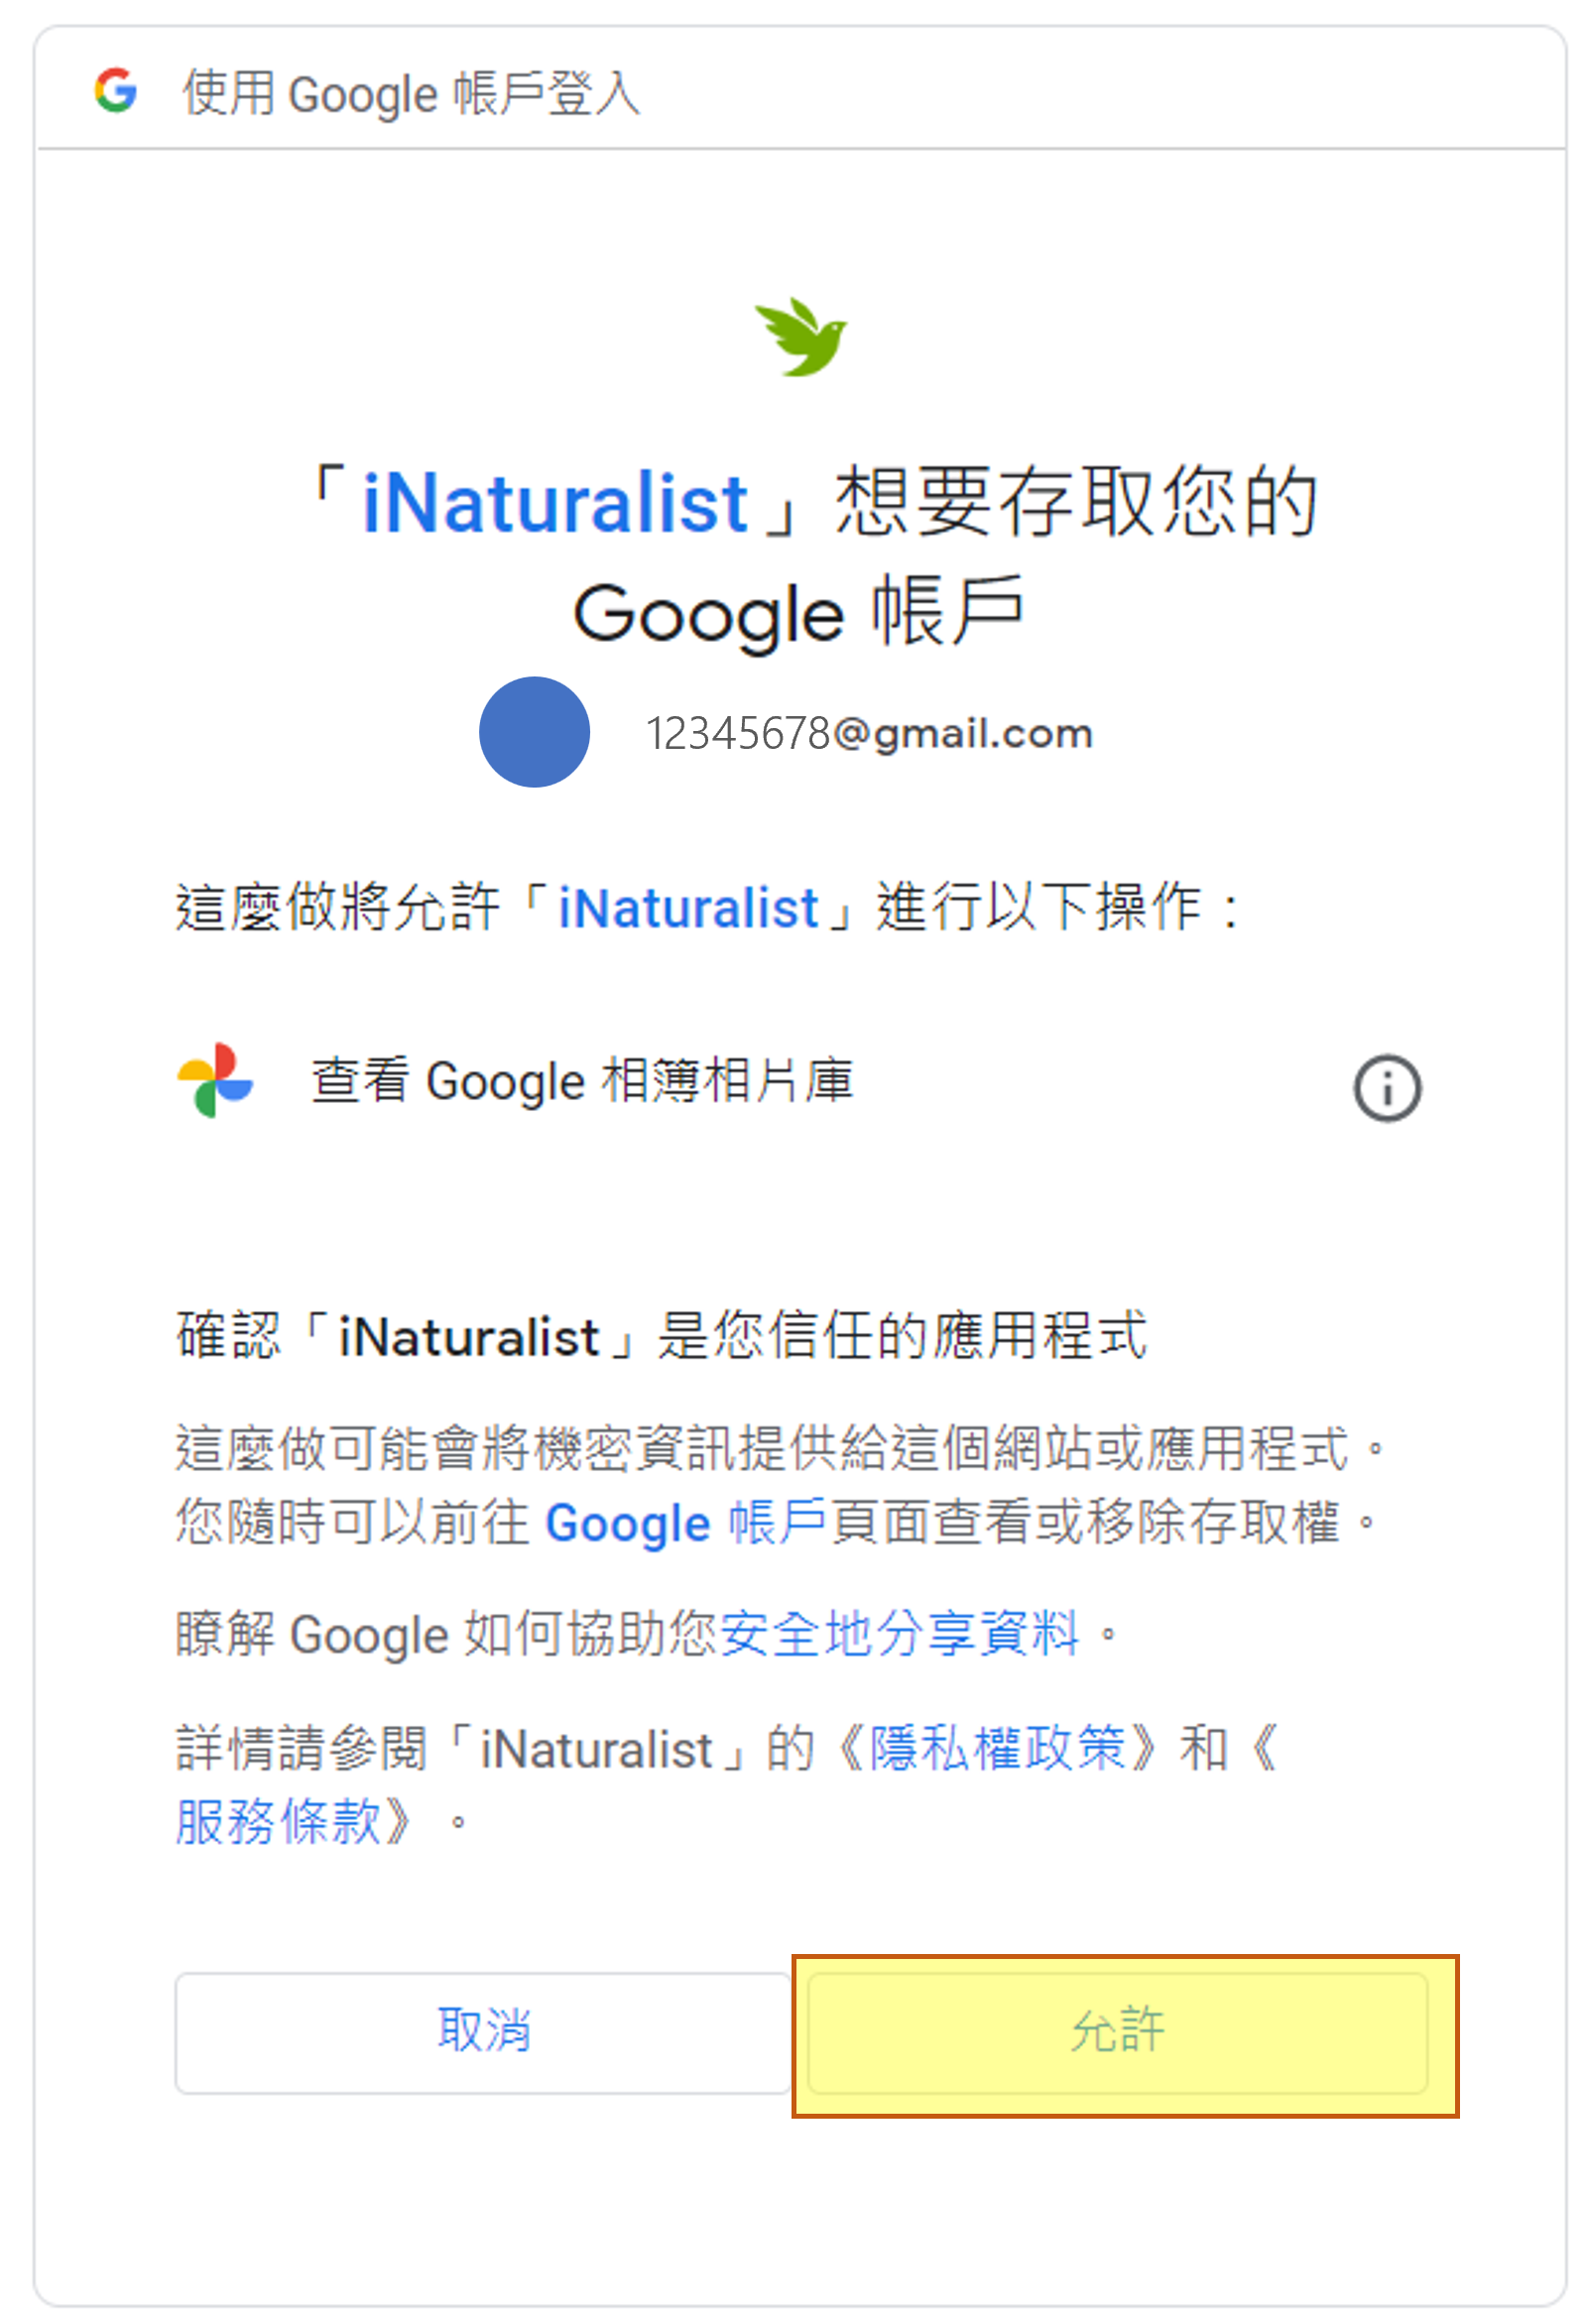 使用 Google 帳戶登入
「iNaturalist」想要存取您的
Google 帳戶
12345678@gmail.com
這麼做將允許「iNaturalist」進行以下操作：
查看 Google 相簿相片庫
確認「iNaturalist」是您信任的應用程式
這麼做可能會將機密資訊提供給這個網站或應用程式。
您隨時可以前往 Google 帳戶頁面查看或移除存取權。
瞭解 Google 如何協助您安全地分享資料。
詳情請參閱「iNaturalist」的《隱私權政策》和《
服務條款》。
取消
允許